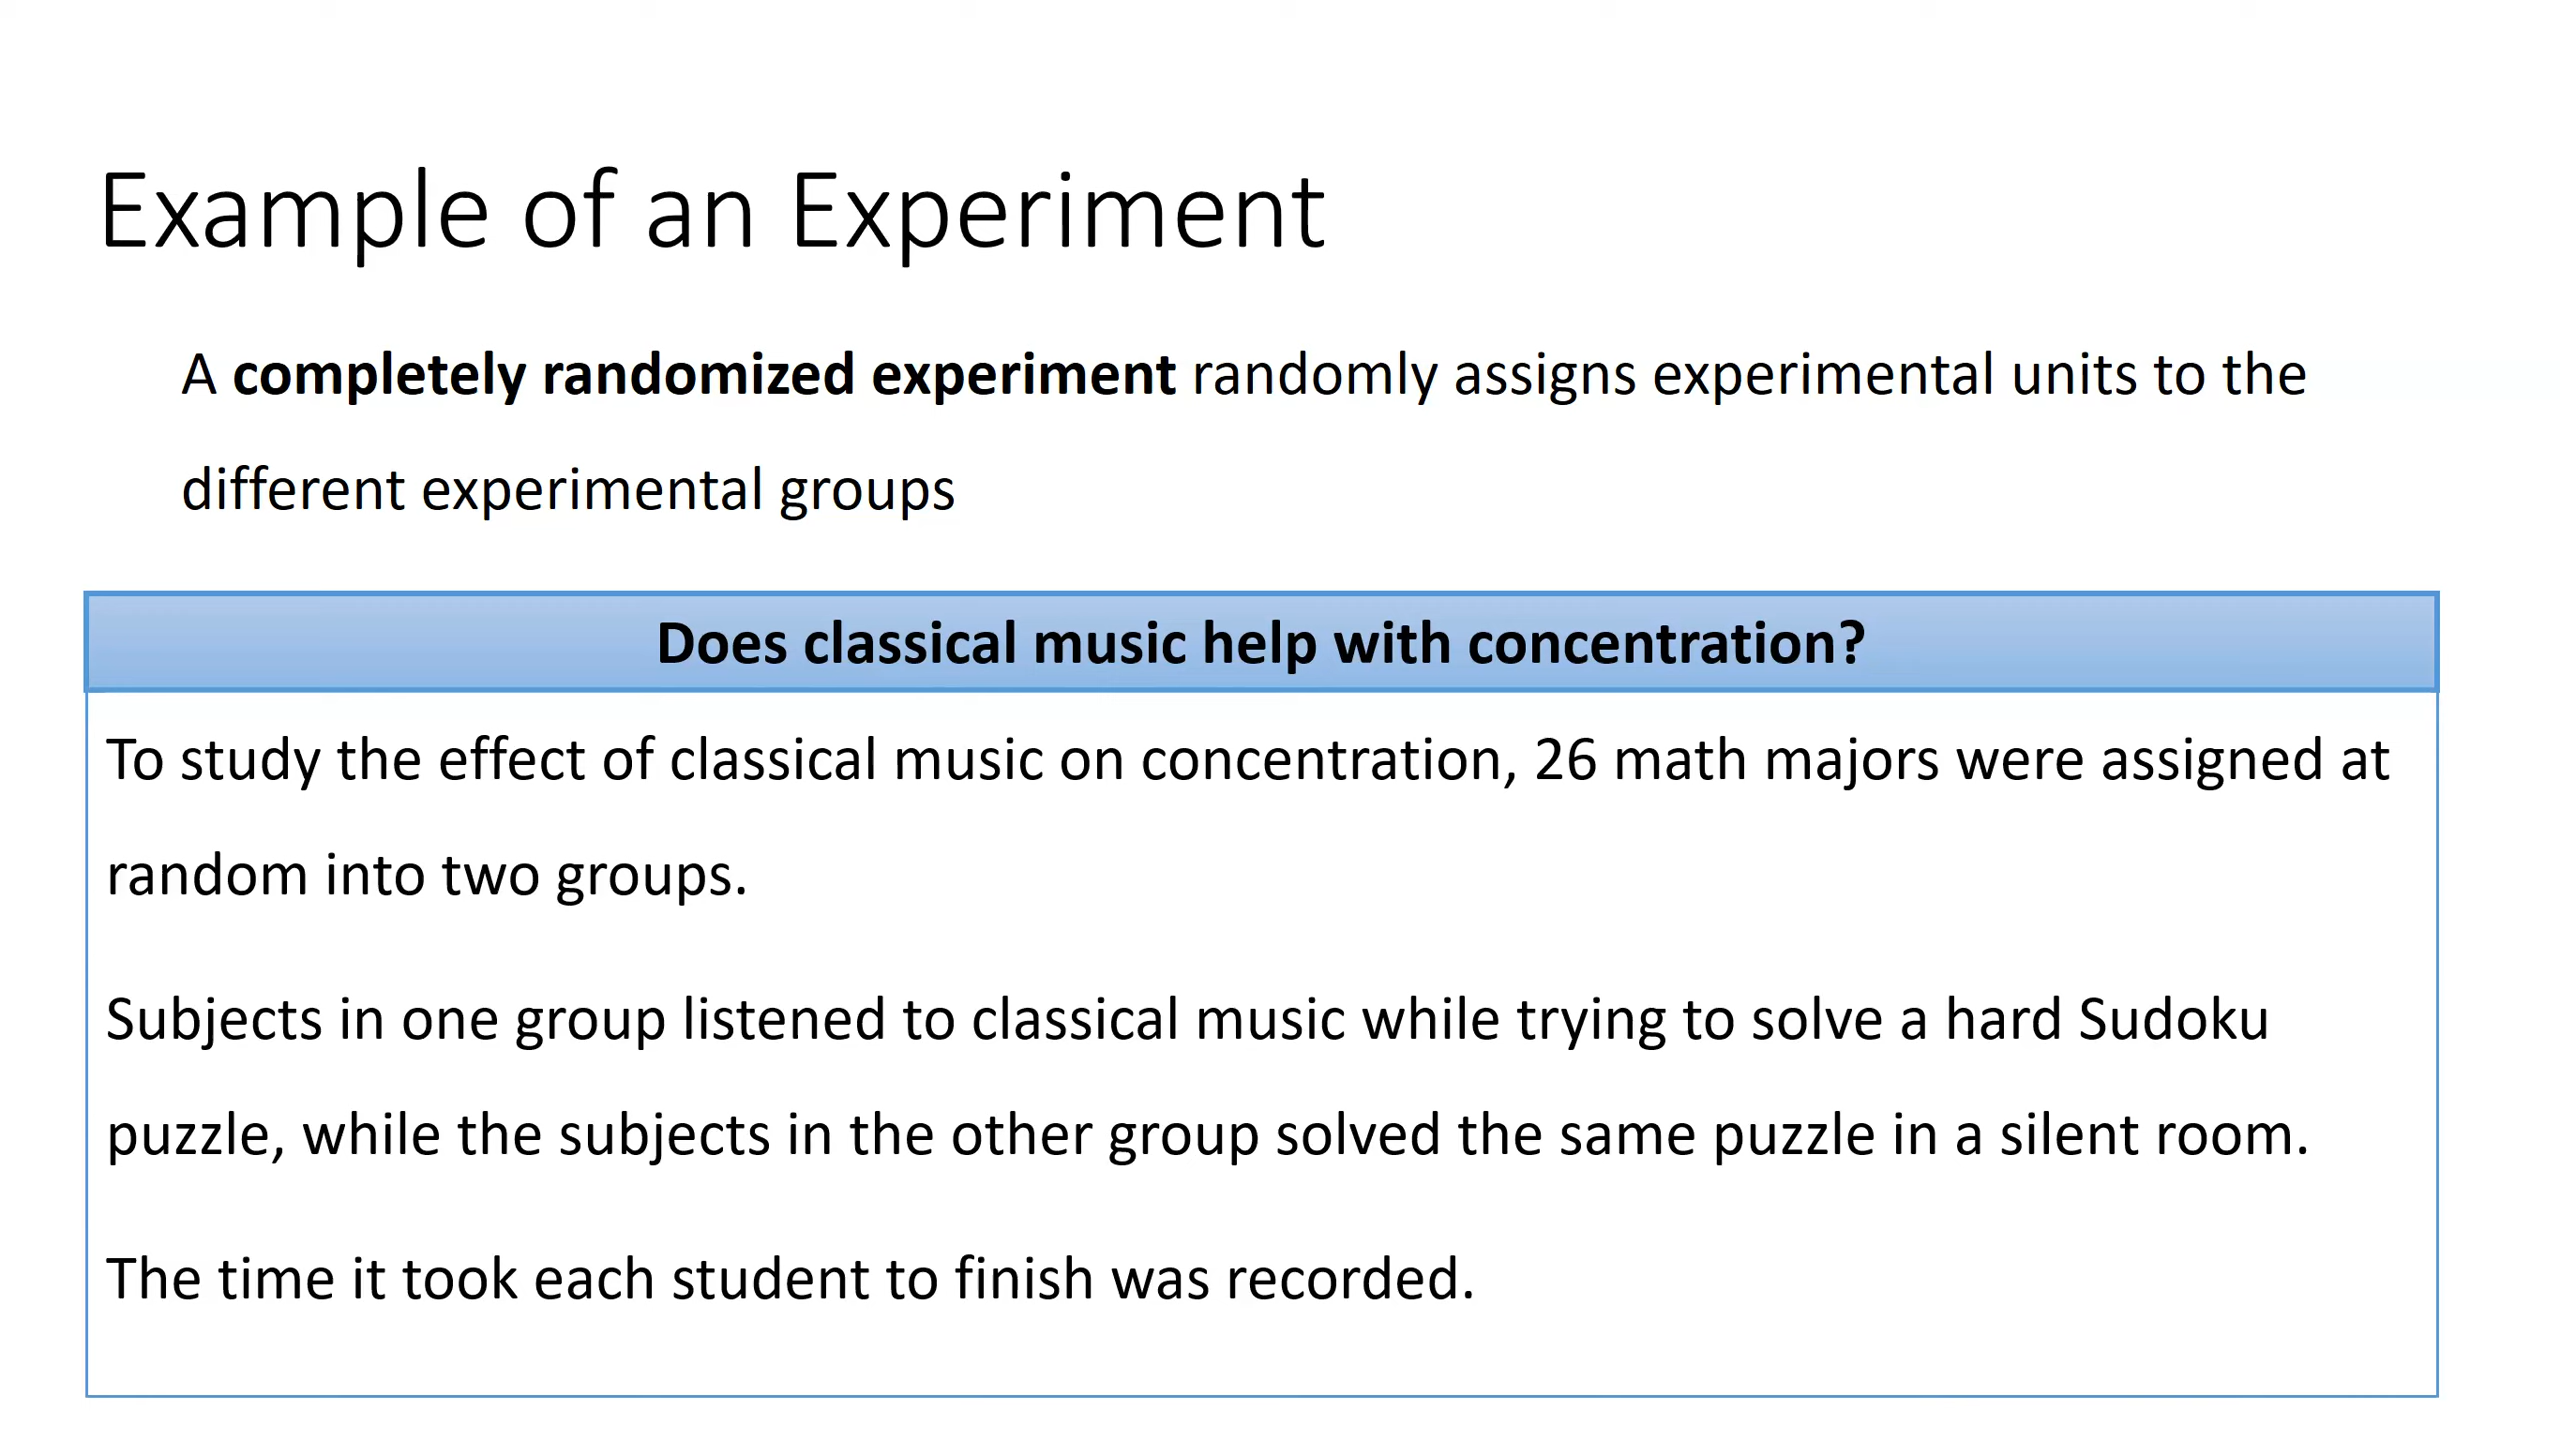 Example of an Experiment
A completely randomized experiment randomly assigns experimental units to the
different experimental groups
Does classical music help with concentration?
To study the effect of classical music on concentration, 26 math majors were assigned at
random into two groups.
Subjects in one group listened to classical music while trying to solve a hard Sudoku
puzzle, while the subjects in the other group solved the same puzzle in a silent room.
The time it took each student to finish was recorded.